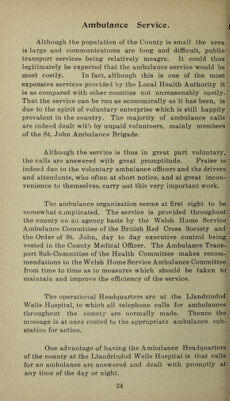 Ambulance Service.
Although the population of the County is small the area
is large and communications are long and difficult, public
transport services being relatively meagre. It could thus
legitimately be expected that the ambulance service would be
most costly. In fact, although this is one of the most
expensive services provided by the Local Health Authority it
is as compared with other counties not unreasonably costly.
That the service can be run as economically as it has been, is
due to the spirit of voluntary enterprise which is still happily
prevalent in the country. The majority of ambulance calls
are indeed dealt with by unpaid volunteers, mainly members
of the St. John Ambulance Brigade.
Although the service is thus in great part voluntary,
the calls are answered with great promptitude. Praise is
indeed due to the voluntary ambulance officers and the drivers
and attendants, who often at short notice, and at great incon-
venience to themselves, carry out this very important work.
The ambulance organisation seems at first sight to be
somewhat complicated. The service is provided throughout
the county on an agency basis by the Welsh Home Service
Ambulance Committee of the British Red Cross Society and
the Order of St. John, day to day executive control being
vested in the County Medical Officer. The Ambulance Trans-
port Sub-Committee of the Health Committee makes recom-
mendations to the Welsh Home Service Ambulance Committee
from time to time as to measures which should be taken to
maintain and improve the efficiency of the service.
The operational Headquarters are at the Llandrindod
Wells Hospital, to which all telephone calls for ambulances
throughout the county are normally made. Thence the
message is at once routed to the appropriate ambulance sub-
station for action.
One advantage of having the Ambulance Headquarters
of the county at the Llandrindod Wells Hospital is that calls
for an ambulance are answered and dealt with promptly at
any time of the day or night.
24